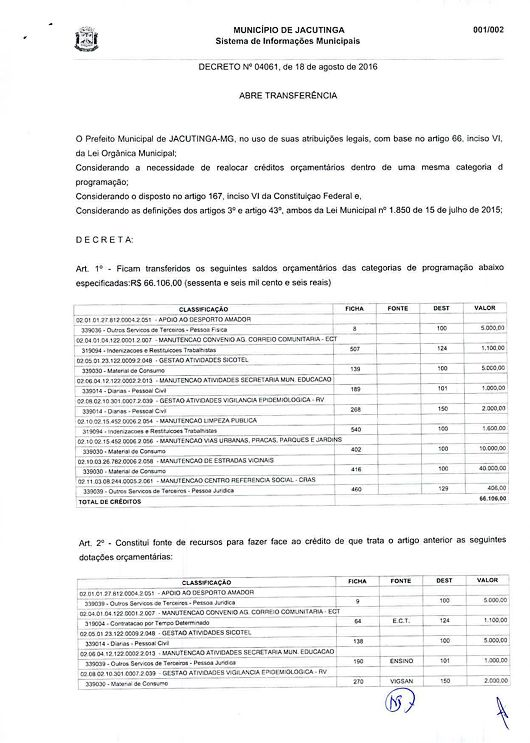 MUNICÍPIO DE JACUTINGA
001/002
Sistema de Informações Municipais
DECRETO Nº 04061, de 18 de agosto de 2016
ABRE TRANSFERÊNCIA
O Prefeito Municipal de JACUTINGA-MG, no uso de suas atribuições legais, com base no artigo 66, inciso VI,
da Lei Orgânica Municipal;
Considerando a necessidade de realocar créditos orçamentários dentro de uma mesma categoria d
programação;
Considerando o disposto no artigo 167, inciso VI da Constituiçao Federal e,
Considerando as definições dos artigos 3º e artigo 43º, ambos da Lei Municipal nº 1.850 de 15 de julho de 2015;
D E C R E T A:
Art. 1º - Ficam transferidos os seguintes saldos orçamentários das categorias de programação abaixo
especificadas:R$ 66.106,00 (sessenta e seis mil cento e seis reais)
CLASSIFICAÇÃO FICHA FONTE DEST VALOR
02.01.01.27.812.0004.2.051 - APOIO AO DESPORTO AMADOR
339036 - Outros Servicos de Terceiros - Pessoa Fisica 8 100 5.000,00
02.04.01.04.122.0001.2.007 - MANUTENCAO CONVENIO AG. CORREIO COMUNITARIA - ECT
319094 - Indenizacoes e Restituicoes Trabalhistas 507 124 1.100,00
02.05.01.23.122.0009.2.048 - GESTAO ATIVIDADES SICOTEL
339030 - Material de Consumo 139 100 5.000,00
02.06.04.12.122.0002.2.013 - MANUTENCAO ATIVIDADES SECRETARIA MUN. EDUCACAO
339014 - Diarias - Pessoal Civil 189 101 1.000,00
02.08.02.10.301.0007.2.039 - GESTAO ATIVIDADES VIGILANCIA EPIDEMIOLOGICA - RV
339014 - Diarias - Pessoal Civil 268 150 2.000,00
02.10.02.15.452.0006.2.054 - MANUTENCAO LIMPEZA PUBLICA
319094 - Indenizacoes e Restituicoes Trabalhistas 540 100 1.600,00
02.10.02.15.452.0006.2.056 - MANUTENCAO VIAS URBANAS, PRACAS, PARQUES E JARDINS
339030 - Material de Consumo 402 100 10.000,00
02.10.03.26.782.0006.2.058 - MANUTENCAO DE ESTRADAS VICINAIS
339030 - Material de Consumo 416 100 40.000,00
02.11.03.08.244.0005.2.061 - MANUTENCAO CENTRO REFERENCIA SOCIAL - CRAS
339039 - Outros Servicos de Terceiros - Pessoa Juridica 460 129 406,00
TOTAL DE CRÉDITOS 66.106,00
Art. 2º - Constitui fonte de recursos para fazer face ao crédito de que trata o artigo anterior as seguintes
dotações orçamentárias:
CLASSIFICAÇÃO FICHA FONTE DEST VALOR
02.01.01.27.812.0004.2.051 - APOIO AO DESPORTO AMADOR
339039 - Outros Servicos de Terceiros - Pessoa Juridica 9 100 5.000,00
02.04.01.04.122.0001.2.007 - MANUTENCAO CONVENIO AG. CORREIO COMUNITARIA - ECT
319004 - Contratacao por Tempo Determinado 64 E.C.T. 124 1.100,00
02.05.01.23.122.0009.2.048 - GESTAO ATIVIDADES SICOTEL
339014 - Diarias - Pessoal Civil 138 100 5.000,00
02.06.04.12.122.0002.2.013 - MANUTENCAO ATIVIDADES SECRETARIA MUN. EDUCACAO
339039 - Outros Servicos de Terceiros - Pessoa Juridica 190 ENSINO 101 1.000,00
02.08.02.10.301.0007.2.039 - GESTAO ATIVIDADES VIGILANCIA EPIDEMIOLOGICA - RV
339030 - Material de Consumo 270 VIGSAN 150 2.000,00